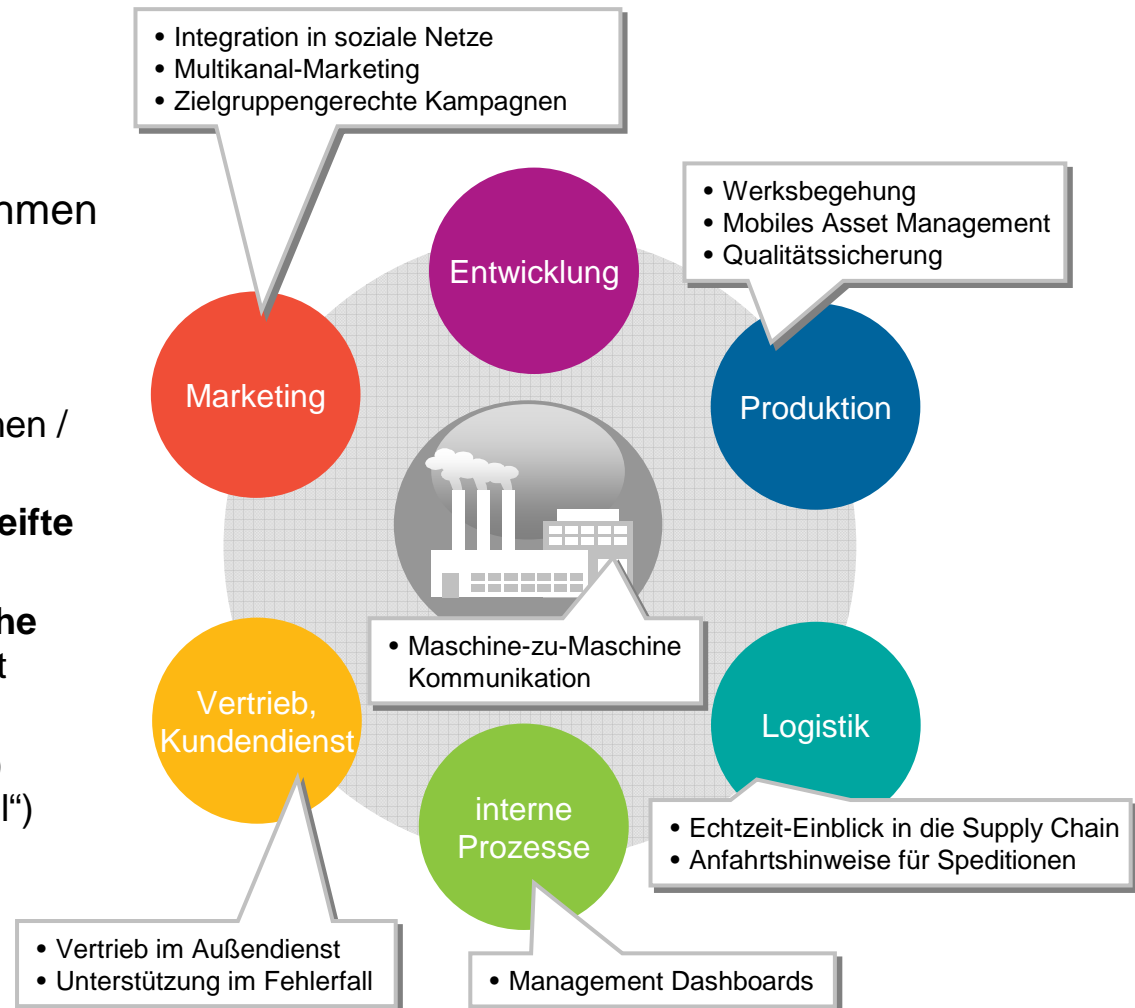 • Integration in soziale Netze
• Multikanal-Marketing
• Zielgruppengerechte Kampagnen
hmen
Entwicklung
• Werksbegehung
• Mobiles Asset Management
• Qualitätssicherung
Marketing
Produktion
nen /
eifte
he
t
l“)
• Maschine-zu-Maschine
Kommunikation
Vertrieb,
Kundendienst
Logistik
interne
Prozesse
• Echtzeit-Einblick in die Supply Chain
• Anfahrtshinweise für Speditionen
• Vertrieb im Außendienst
• Unterstützung im Fehlerfall
• Management Dashboards